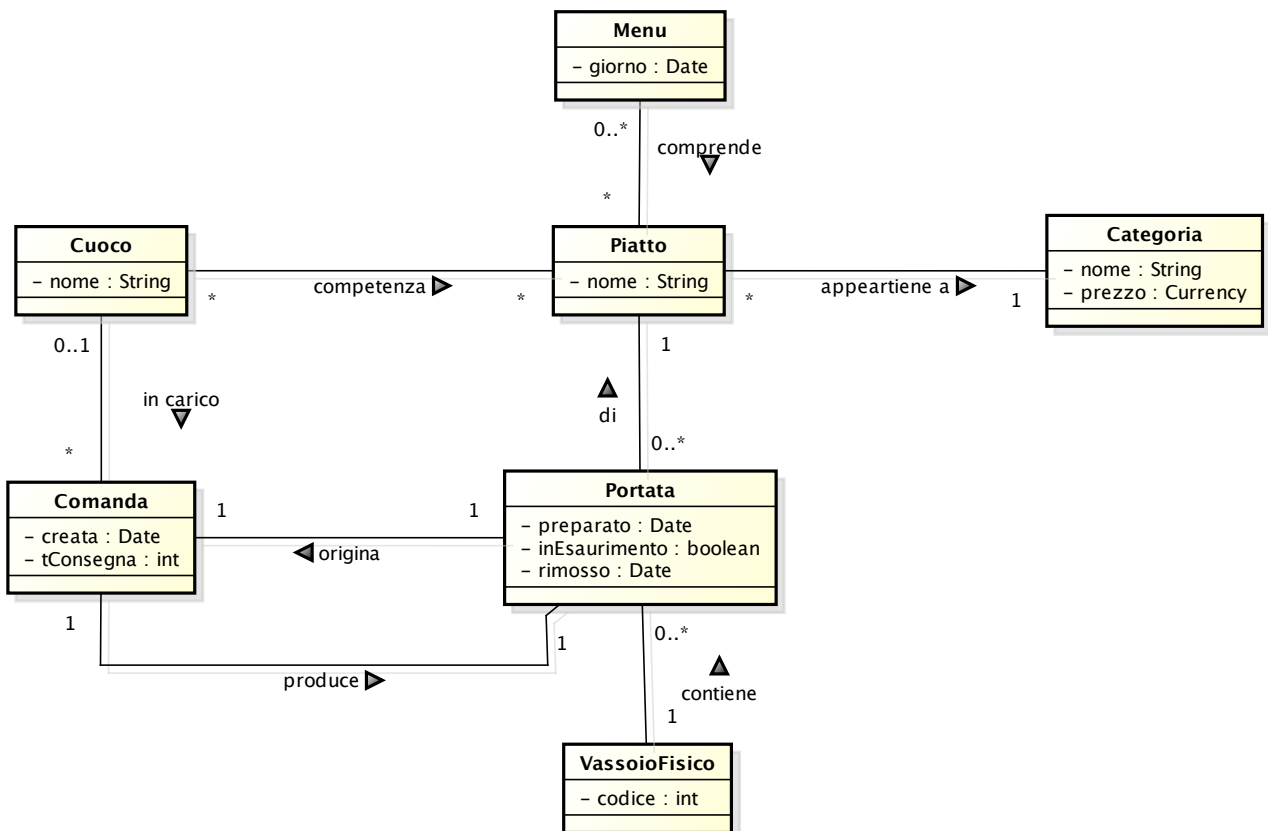 Menu
– giorno : Date
0..*
comprende
*
Cuoco
– nome : String
Piatto
– nome : String
Categoria
– nome : String
– prezzo : Currency
*
competenza
*
*
appeartiene a
1
0..1
1
in carico
di
*
0..*
Comanda
– creata : Date
– tConsegna : int
Portata
– preparato : Date
– inEsaurimento : boolean
– rimosso : Date
1
1
origina
1
1
0..*
produce
contiene
1
VassoioFisico
– codice : int